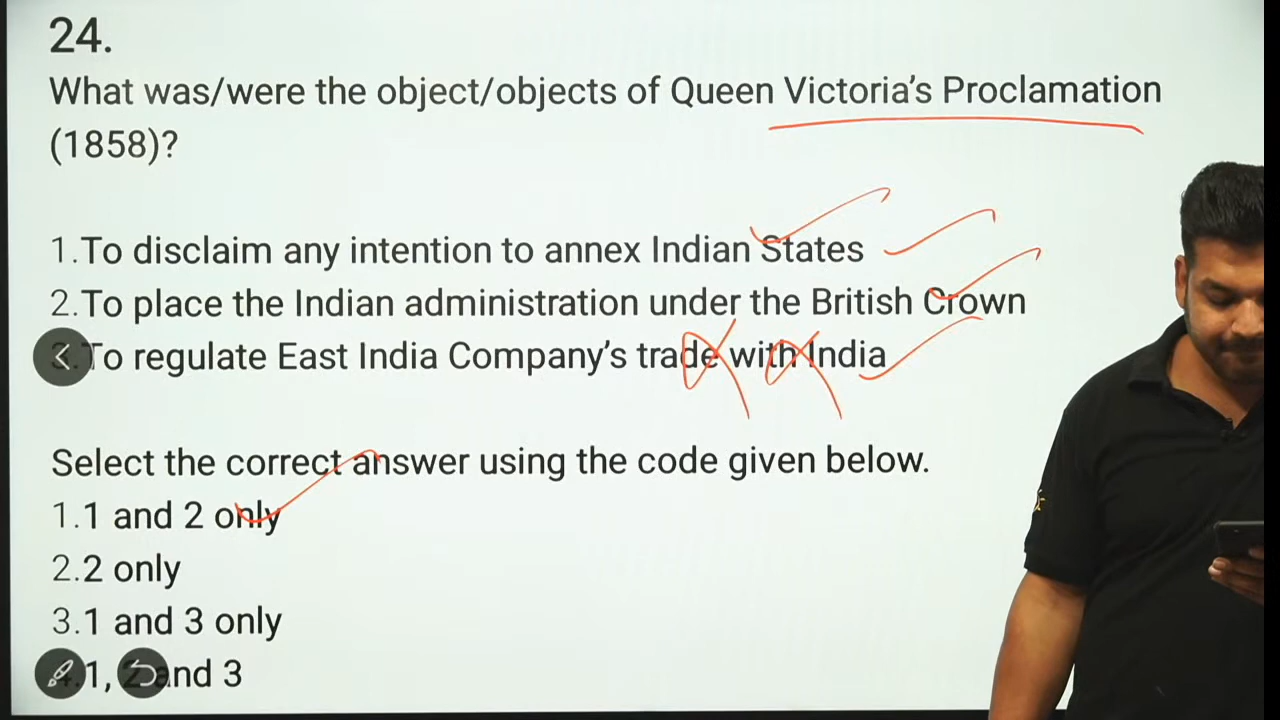 24.
What was/were the object/objects of Queen Victoria's Proclamation
(1858)?
1.To disclaim any intention to annex Indian States
2.To place the Indian administration under the British Crown
3.To regulate East India Company's trade with India
Select the correct answer using the code given below.
1.1 and 2 only
2.2 only
3.1 and 3 only
4.1, 2 and 3